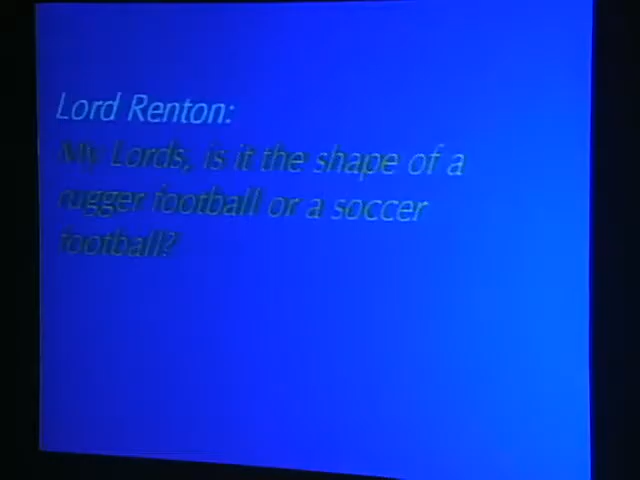 Lord Renton:
My Lords, is it the shape of a
rugger football or a soccer
football?